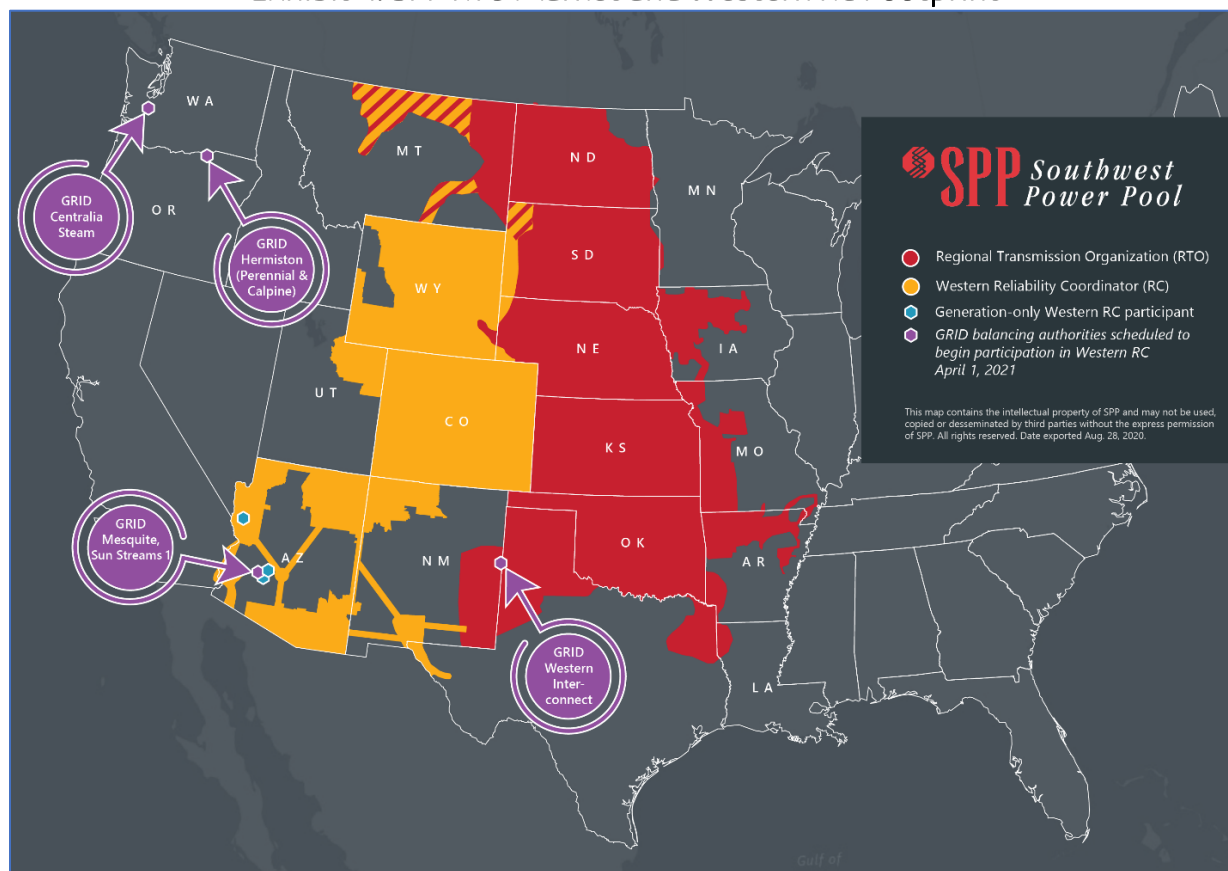 WA
MT
ND
MN
OR
GRID
Centralia
Steam
GRID
Hermiston
(Perennial &
Calpine)
SD
WY
NE
IA
UT
CO
KS
MO
GRID
Mesquite,
Sun Streams 1
AZ
NM
OK
AR
GRID
Western
Inter-
connect
LA
Gulf of
SPP Southwest
Power Pool
Regional Transmission Organization (RTO)
Western Reliability Coordinator (RC)
Generation-only Western RC participant
GRID balancing authorities scheduled to
begin participation in Western RC
April 1, 2021
This map contains the intellectual property of SPP and may not be used,
copied or desseminated by third parties without the express permission
of SPP. All rights reserved. Date exported Aug. 28, 2020.